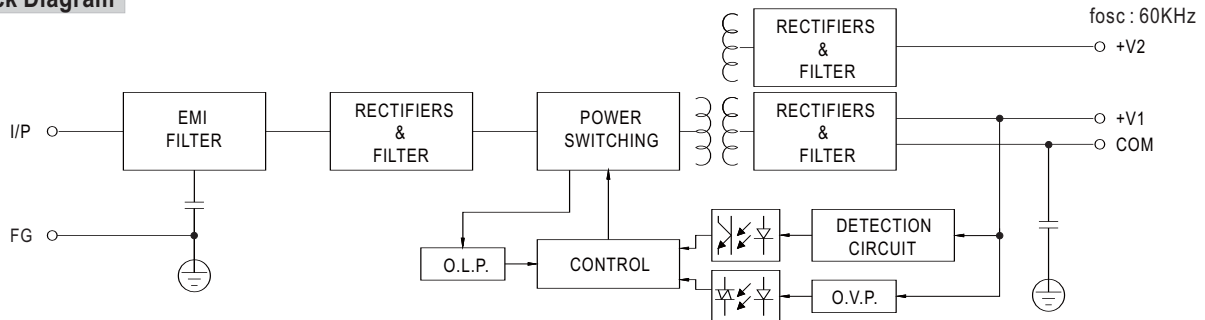 ck Diagram
fosc : 60KHz
RECTIFIERS
&
FILTER
+V2
I/P
EMI
FILTER
RECTIFIERS
&
FILTER
POWER
SWITCHING
RECTIFIERS
&
FILTER
+V1
COM
FG
O.L.P.
CONTROL
DETECTION
CIRCUIT
O.V.P.